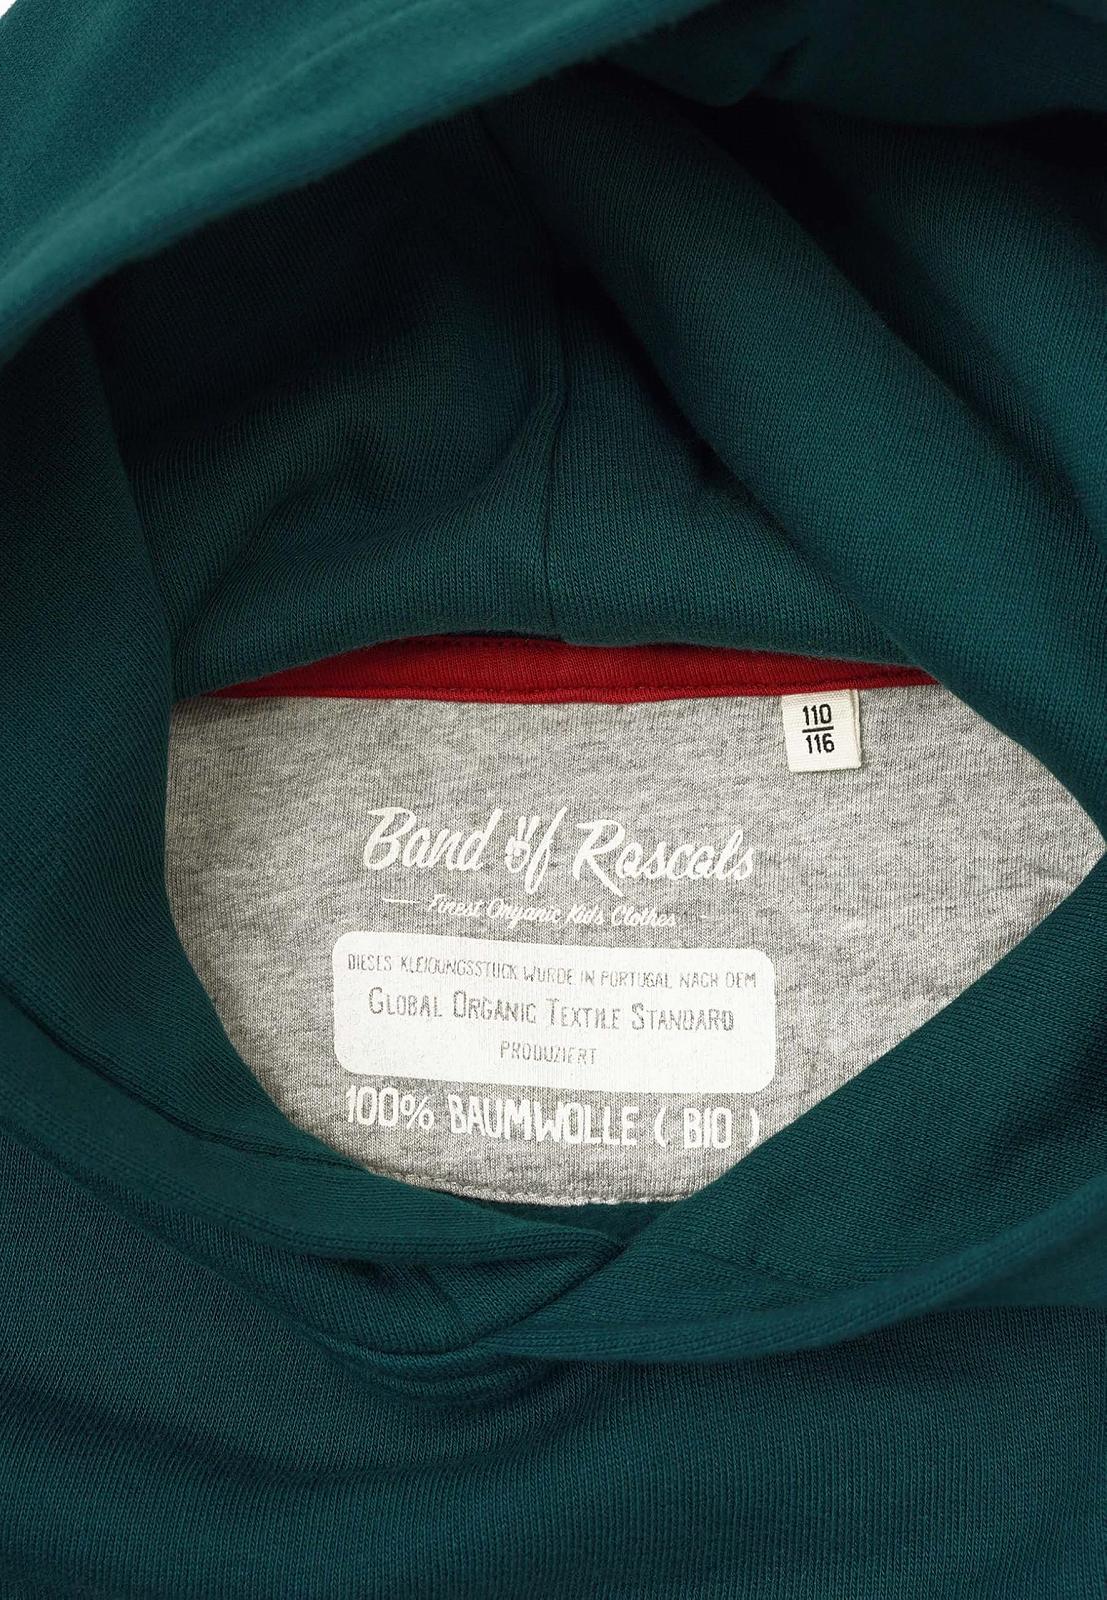 110
116
Band of Rascals
Finest Organic Kid's Clothes
DIESES KLEIDUNGSSTÜCK WURDE IN PORTUGAL NACH DEM
GLOBAL ORGANIC TEXTILE STANDARD
PRODUZIERT
100% BAUMWOLLE ( BIO )